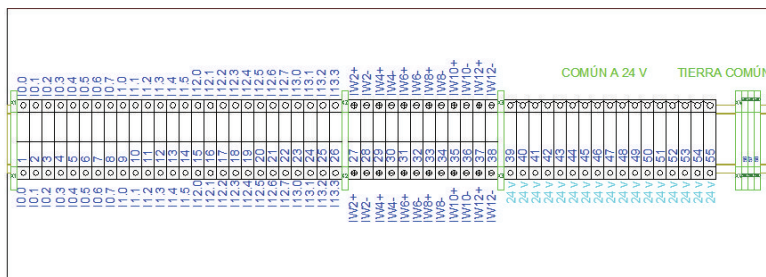 I0.0 I0.1 I0.2 I0.3 I0.4 I0.5 I0.6 I0.7 I1.0 I1.1 I1.2 I1.3 I1.4 I1.5 I12.0 I12.1 I12.2 I12.3 I12.4 I12.5 I12.6 I12.7 I13.0 I13.1 I13.2 I13.3 IW2+ IW2- IW4+ IW4- IW6+ IW6- IW8+ IW8- IW10+ IW10- IW12+ IW12-
COMÚN A 24 V TIERRA COMÚN
1 2 3 4 5 6 7 8 9 10 11 12 13 14 15 16 17 18 19 20 21 22 23 24 25 26 27 28 29 30 31 32 33 34 35 36 37 38 39 40 41 42 43 44 45 46 47 48 49 50 51 52 53 54 55
I0.0 I0.1 I0.2 I0.3 I0.4 I0.5 I0.6 I0.7 I1.0 I1.1 I1.2 I1.3 I1.4 I1.5 I12.0 I12.1 I12.2 I12.3 I12.4 I12.5 I12.6 I12.7 I13.0 I13.1 I13.2 I13.3 IW2+ IW2- IW4+ IW4- IW6+ IW6- IW8+ IW8- IW10+ IW10- IW12+ IW12- 24 V 24 V 24 V 24 V 24 V 24 V 24 V 24 V 24 V 24 V 24 V 24 V 24 V 24 V 24 V 24 V 24 V